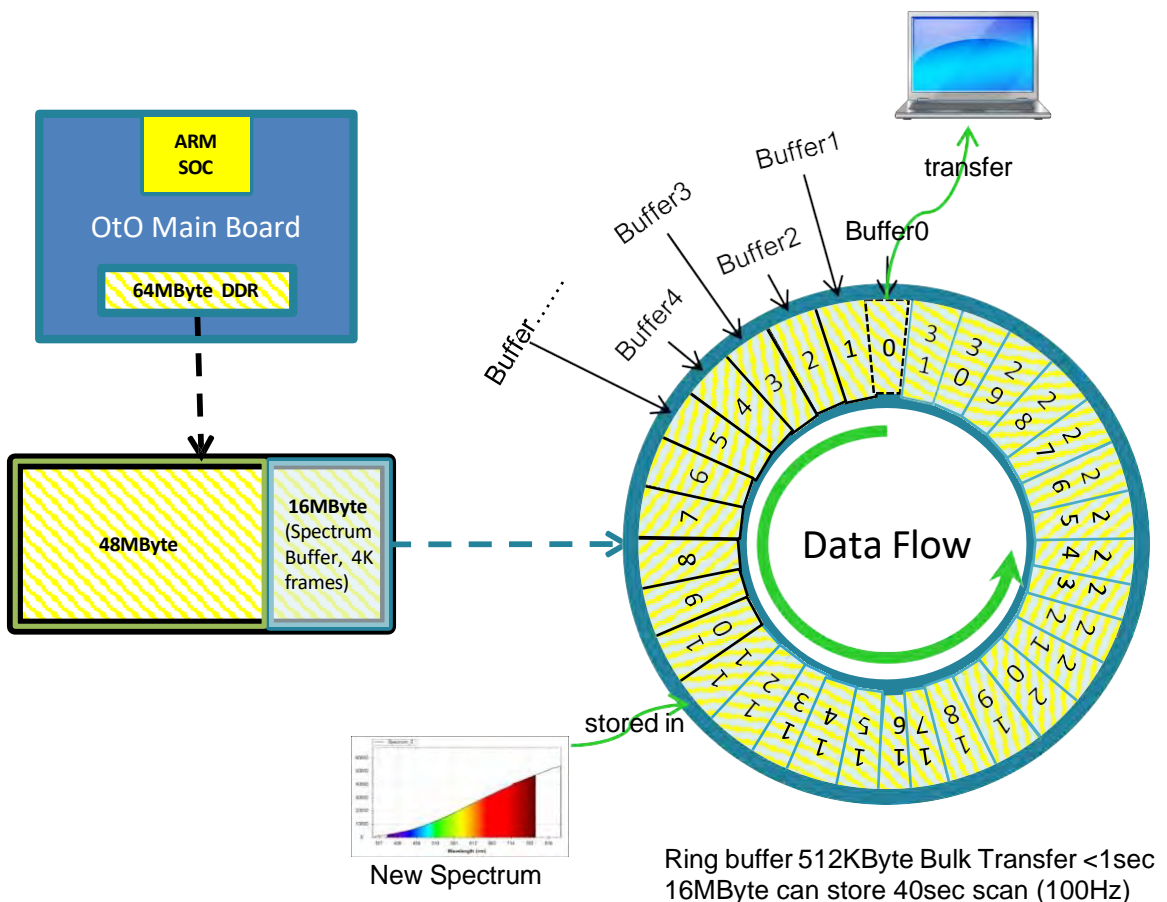 ARM
SOC
OtO Main Board
64MByte DDR
48MByte
16MByte
(Spectrum
Buffer, 4K
frames)
transfer
Buffer0
Buffer1
Buffer2
Buffer3
Buffer4
Buffer……
0
1
2
3
4
5
6
7
8
9
10
11
12
13
14
15
16
17
18
19
20
21
22
23
24
25
26
27
28
29
30
31
Data Flow
stored in
Wavelength (nm)
New Spectrum
Ring buffer 512KByte Bulk Transfer <1sec
16MByte can store 40sec scan (100Hz)